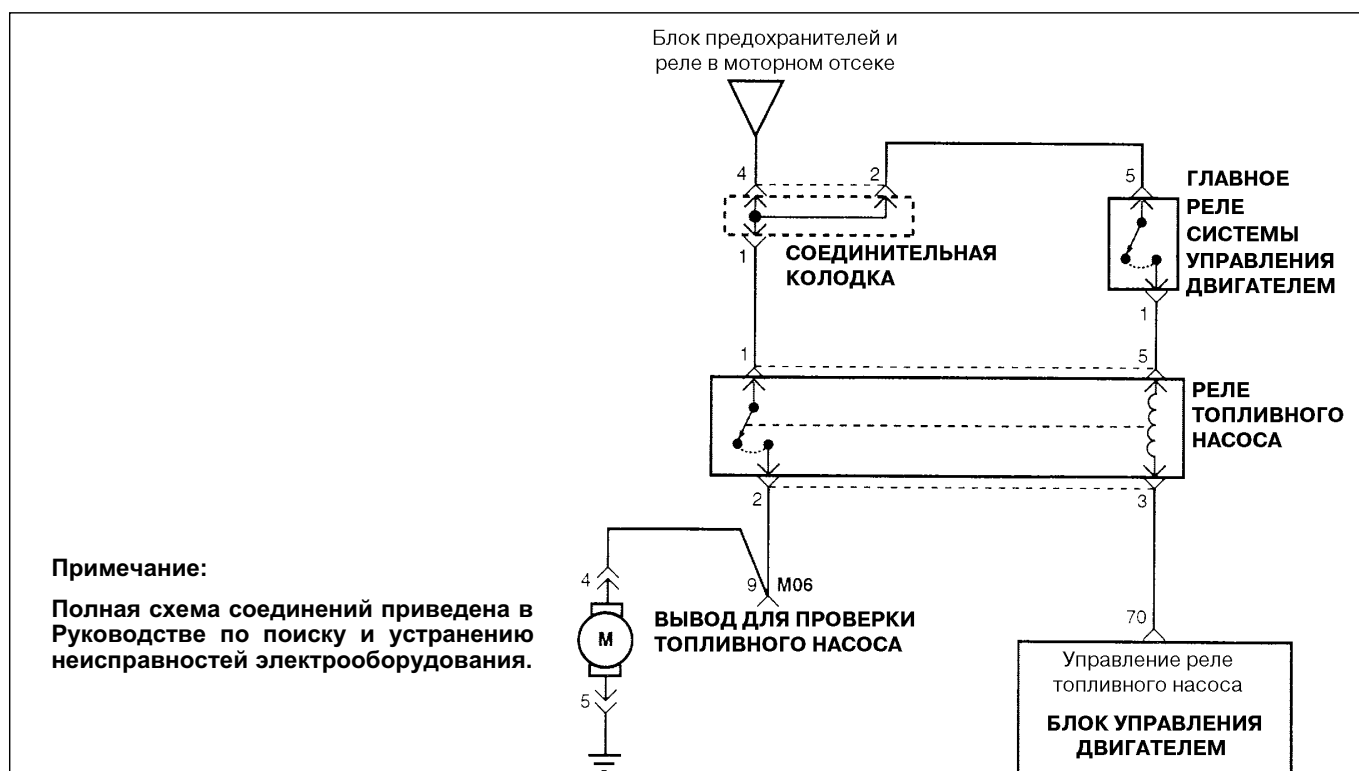 Блок предохранителей и
реле в моторном отсеке
4
2
5
ГЛАВНОЕ
РЕЛЕ
СИСТЕМЫ
УПРАВЛЕНИЯ
ДВИГАТЕЛЕМ
СОЕДИНИТЕЛЬНАЯ
КОЛОДКА
1
1
1
5
РЕЛЕ
ТОПЛИВНОГО
НАСОСА
2
3
Примечание:
Полная схема соединений приведена в
Руководстве по поиску и устранению
неисправностей электрооборудования.
4
9 M06
ВЫВОД ДЛЯ ПРОВЕРКИ
ТОПЛИВНОГО НАСОСА
M
5
70
Управление реле
топливного насоса
БЛОК УПРАВЛЕНИЯ
ДВИГАТЕЛЕМ